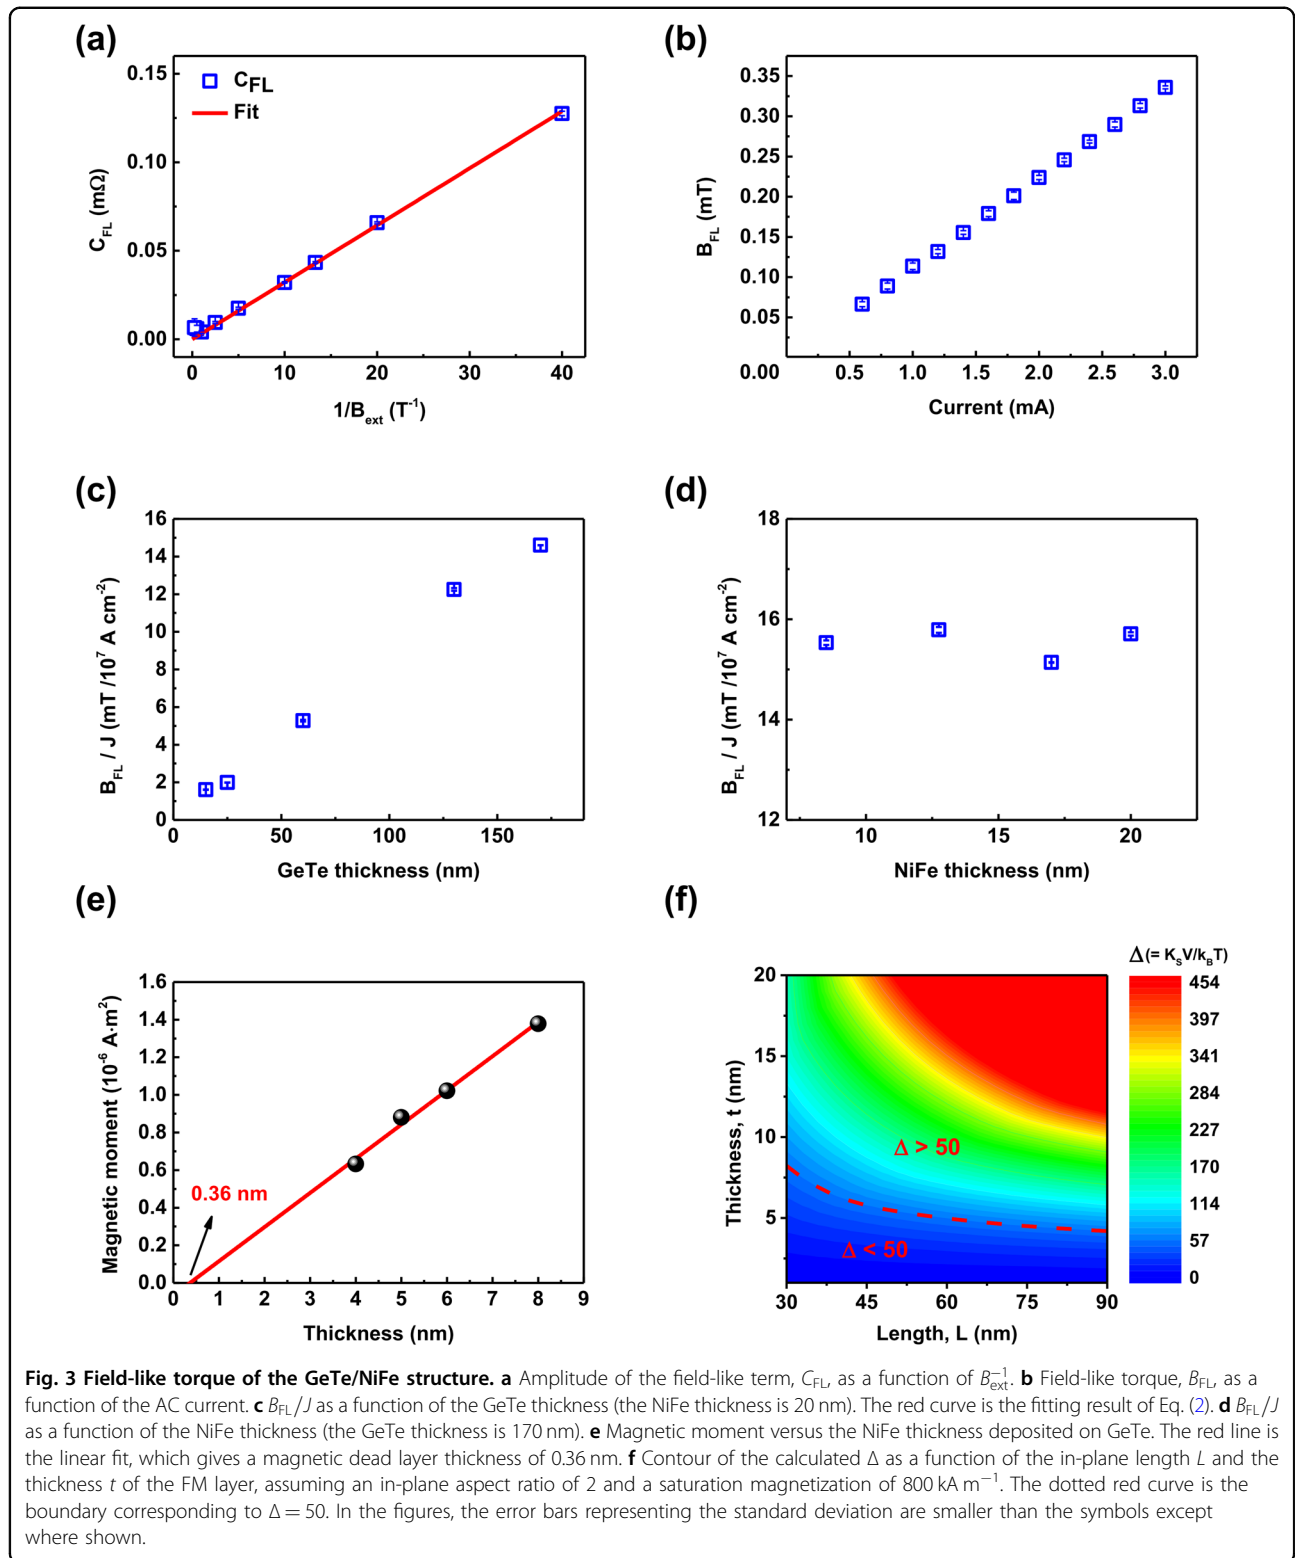 (a)
0.15
0.10
0.05
0.00
C_FL (mΩ)
C_FL
Fit
0 10 20 30 40
1/B_ext (T⁻¹)
(b)
0.35
0.30
0.25
0.20
0.15
0.10
0.05
0.00
B_FL (mT)
0.5 1.0 1.5 2.0 2.5 3.0
Current (mA)
(c)
16
14
12
10
8
6
4
2
0
B_FL / J (mT /10⁷ A cm⁻²)
0 50 100 150
GeTe thickness (nm)
(d)
18
16
14
12
B_FL / J (mT /10⁷ A cm⁻²)
10 15 20
NiFe thickness (nm)
(e)
1.6
1.4
1.2
1.0
0.8
0.6
0.4
0.2
0.0
Magnetic moment (10⁻⁶ A·m²)
0.36 nm
0 1 2 3 4 5 6 7 8 9
Thickness (nm)
(f)
Δ(= K_SV/k_BT)
20
15
10
5
Thickness, t (nm)
Δ > 50
Δ < 50
30 45 60 75 90
Length, L (nm)
454
397
341
284
227
170
114
57
0
Fig. 3 Field-like torque of the GeTe/NiFe structure. a Amplitude of the field-like term, C_FL, as a function of B_ext⁻¹. b Field-like torque, B_FL, as a
function of the AC current. c B_FL/J as a function of the GeTe thickness (the NiFe thickness is 20 nm). The red curve is the fitting result of Eq. (2). d B_FL/J
as a function of the NiFe thickness (the GeTe thickness is 170 nm). e Magnetic moment versus the NiFe thickness deposited on GeTe. The red line is
the linear fit, which gives a magnetic dead layer thickness of 0.36 nm. f Contour of the calculated Δ as a function of the in-plane length L and the
thickness t of the FM layer, assuming an in-plane aspect ratio of 2 and a saturation magnetization of 800 kA m⁻¹. The dotted red curve is the
boundary corresponding to Δ = 50. In the figures, the error bars representing the standard deviation are smaller than the symbols except
where shown.